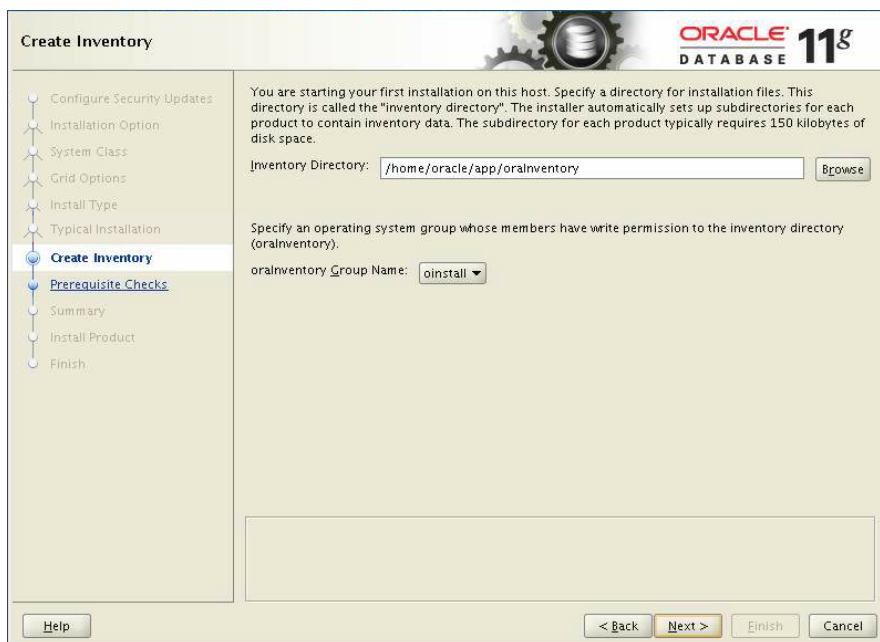 Create Inventory
ORACLE
DATABASE
11g
Configure Security Updates
Installation Option
System Class
Grid Options
Install Type
Typical Installation
Create Inventory
Prerequisite Checks
Summary
Install Product
Finish
You are starting your first installation on this host. Specify a directory for installation files. This
directory is called the "inventory directory". The installer automatically sets up subdirectories for each
product to contain inventory data. The subdirectory for each product typically requires 150 kilobytes of
disk space.
Inventory Directory: /home/oracle/app/oraInventory Browse
Specify an operating system group whose members have write permission to the inventory directory
(oraInventory).
oraInventory Group Name: oinstall
Help < Back Next > Finish Cancel